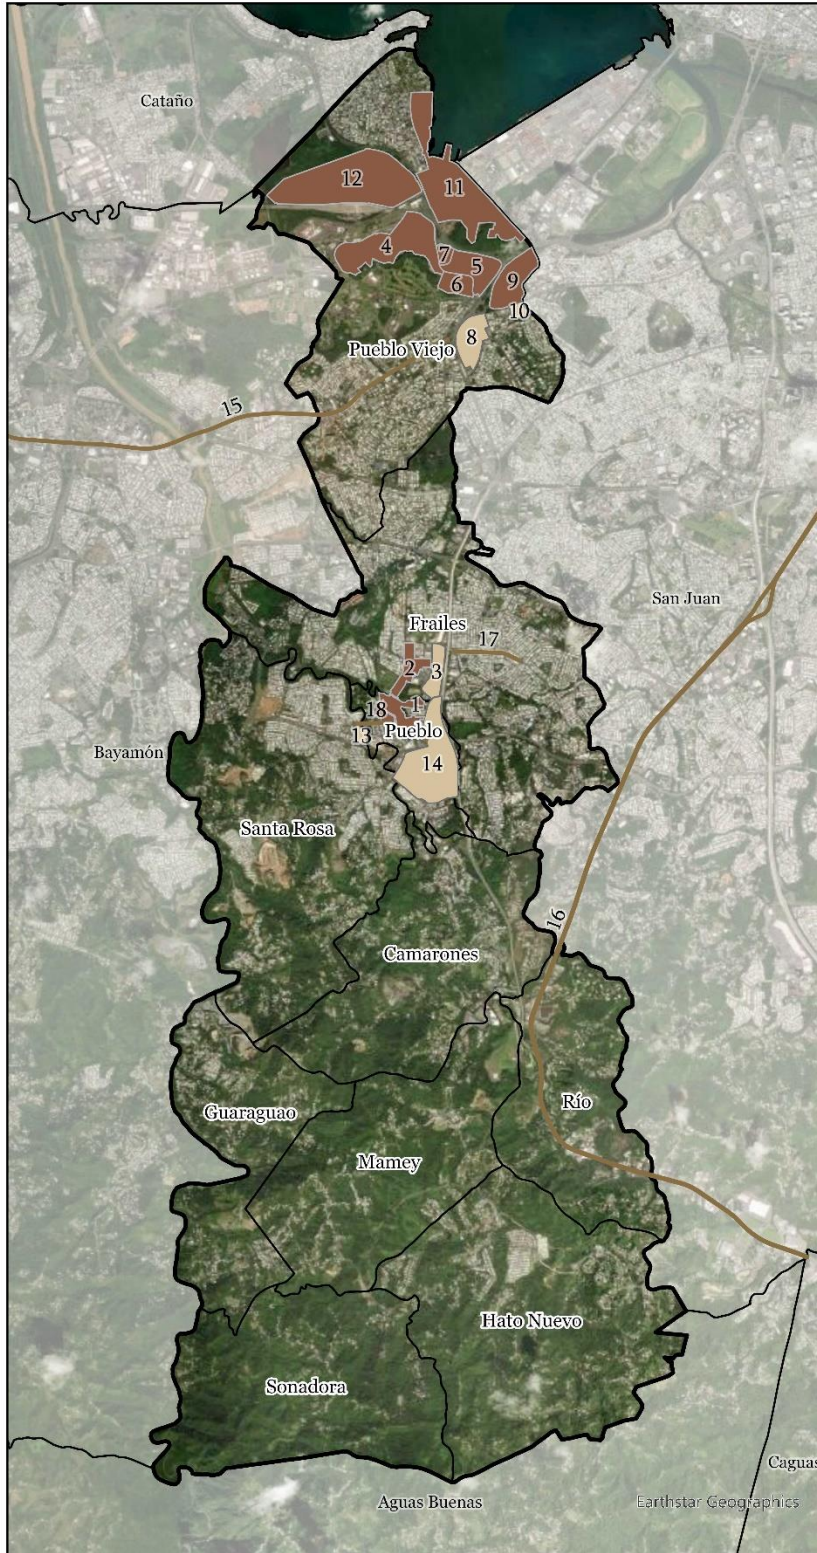 Cataño
12
11
4
7
5
9
6
10
8
Pueblo Viejo
15
San Juan
Frailes
17
2
3
18
1
Pueblo
13
Bayamón
14
Santa Rosa
16
Camarones
Guaraguao
Río
Mamey
Hato Nuevo
Sonadora
Caguas
Aguas Buenas
Earthstar Geographics